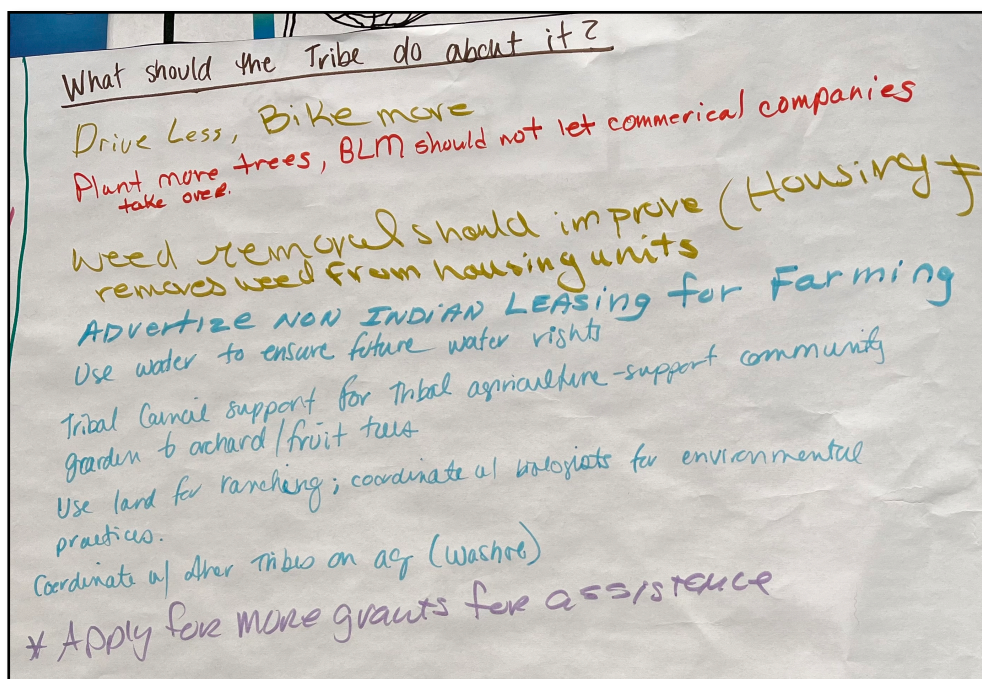 What should the Tribe do about it?
Drive Less, Bike more
Plant more trees, BLM should not let commerical companies
take over.
weed removal should improve (Housing
removes weed from housing units
ADVERTIZE NON INDIAN LEASING for Farming
Use water to ensure future water rights
Tribal Council support for Tribal agriculture - support community
garden to orchard/fruit trees
Use land for ranching; coordinate w/ biologists for environmental
practices.
Coordinate w/ other Tribes on ag (Washoe)
* Apply for more grants for assistence